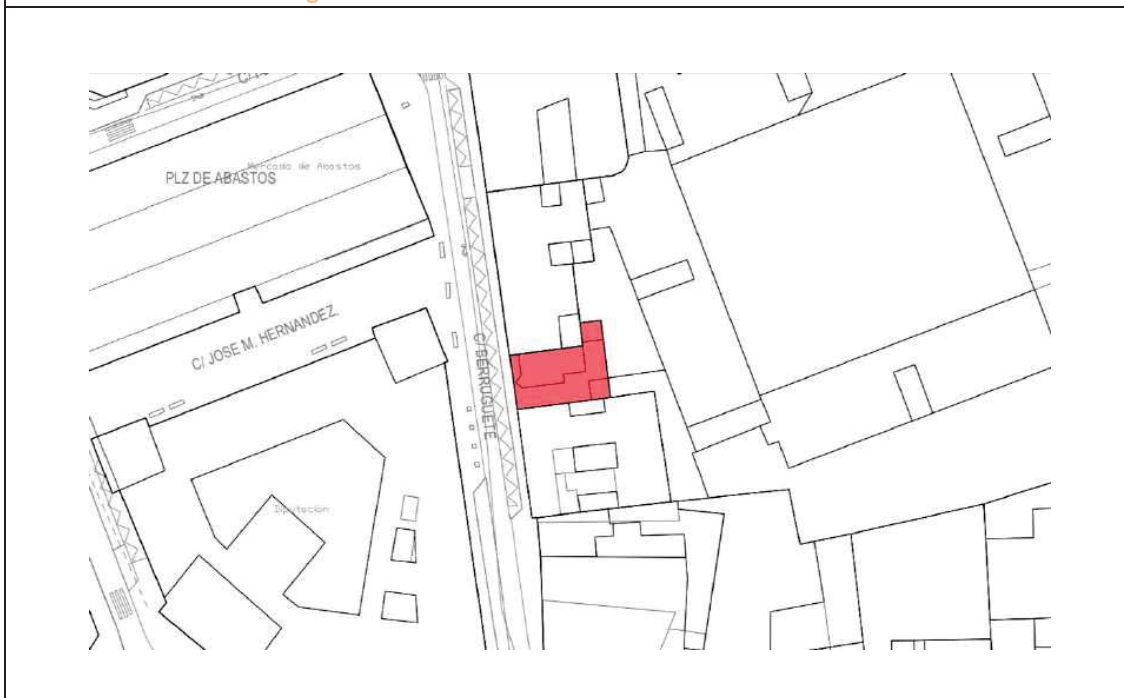 Mercado de Abastos
PLZ DE ABASTOS
C/ JOSE M. HERNANDEZ.
C/ BERRUGUETE
Diputacion